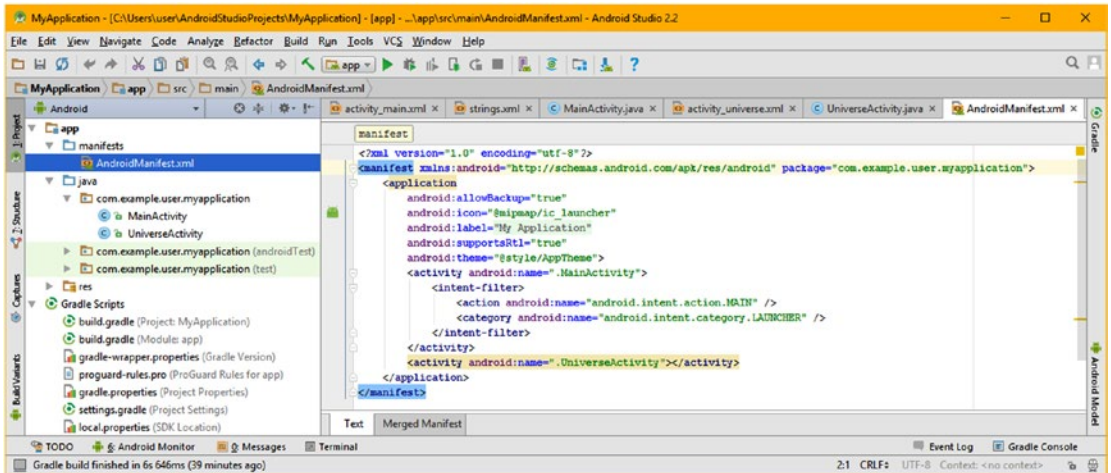 MyApplication - [C:\Users\user\AndroidStudioProjects\MyApplication] - [app] - ...\app\src\main\AndroidManifest.xml - Android Studio 2.2
File Edit View Navigate Code Analyze Refactor Build Run Tools VCS Window Help
app
MyApplication app src main AndroidManifest.xml
Android
activity_main.xml strings.xml MainActivity.java activity_universe.xml UniverseActivity.java AndroidManifest.xml
1: Project
2: Structure
Captures
Build Variants
app
manifests
AndroidManifest.xml
java
com.example.user.myapplication
MainActivity
UniverseActivity
com.example.user.myapplication (androidTest)
com.example.user.myapplication (test)
res
Gradle Scripts
build.gradle (Project: MyApplication)
build.gradle (Module: app)
gradle-wrapper.properties (Gradle Version)
proguard-rules.pro (ProGuard Rules for app)
gradle.properties (Project Properties)
settings.gradle (Project Settings)
local.properties (SDK Location)
manifest
<?xml version="1.0" encoding="utf-8"?>
<manifest xmlns:android="http://schemas.android.com/apk/res/android" package="com.example.user.myapplication">
<application
android:allowBackup="true"
android:icon="@mipmap/ic_launcher"
android:label="My Application"
android:supportsRtl="true"
android:theme="@style/AppTheme">
<activity android:name=".MainActivity">
<intent-filter>
<action android:name="android.intent.action.MAIN" />
<category android:name="android.intent.category.LAUNCHER" />
</intent-filter>
</activity>
<activity android:name=".UniverseActivity"></activity>
</application>
</manifest>
Text Merged Manifest
Gradle
Android Model
TODO 6: Android Monitor 0: Messages Terminal Event Log Gradle Console
Gradle build finished in 6s 646ms (39 minutes ago) 2:1 CRLF UTF-8 Context: <no context>